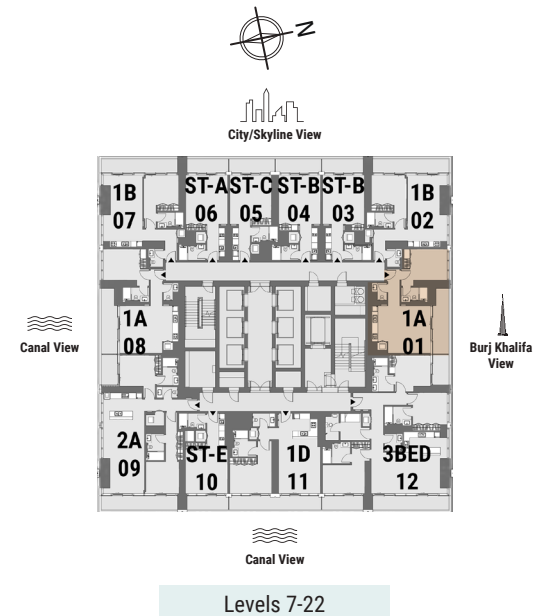 N
City/Skyline View
1B
07
ST-A
06
ST-C
05
ST-B
04
ST-B
03
1B
02
1A
08
1A
01
Canal View
Burj Khalifa
View
2A
09
ST-E
10
1D
11
3BED
12
Canal View
Levels 7-22